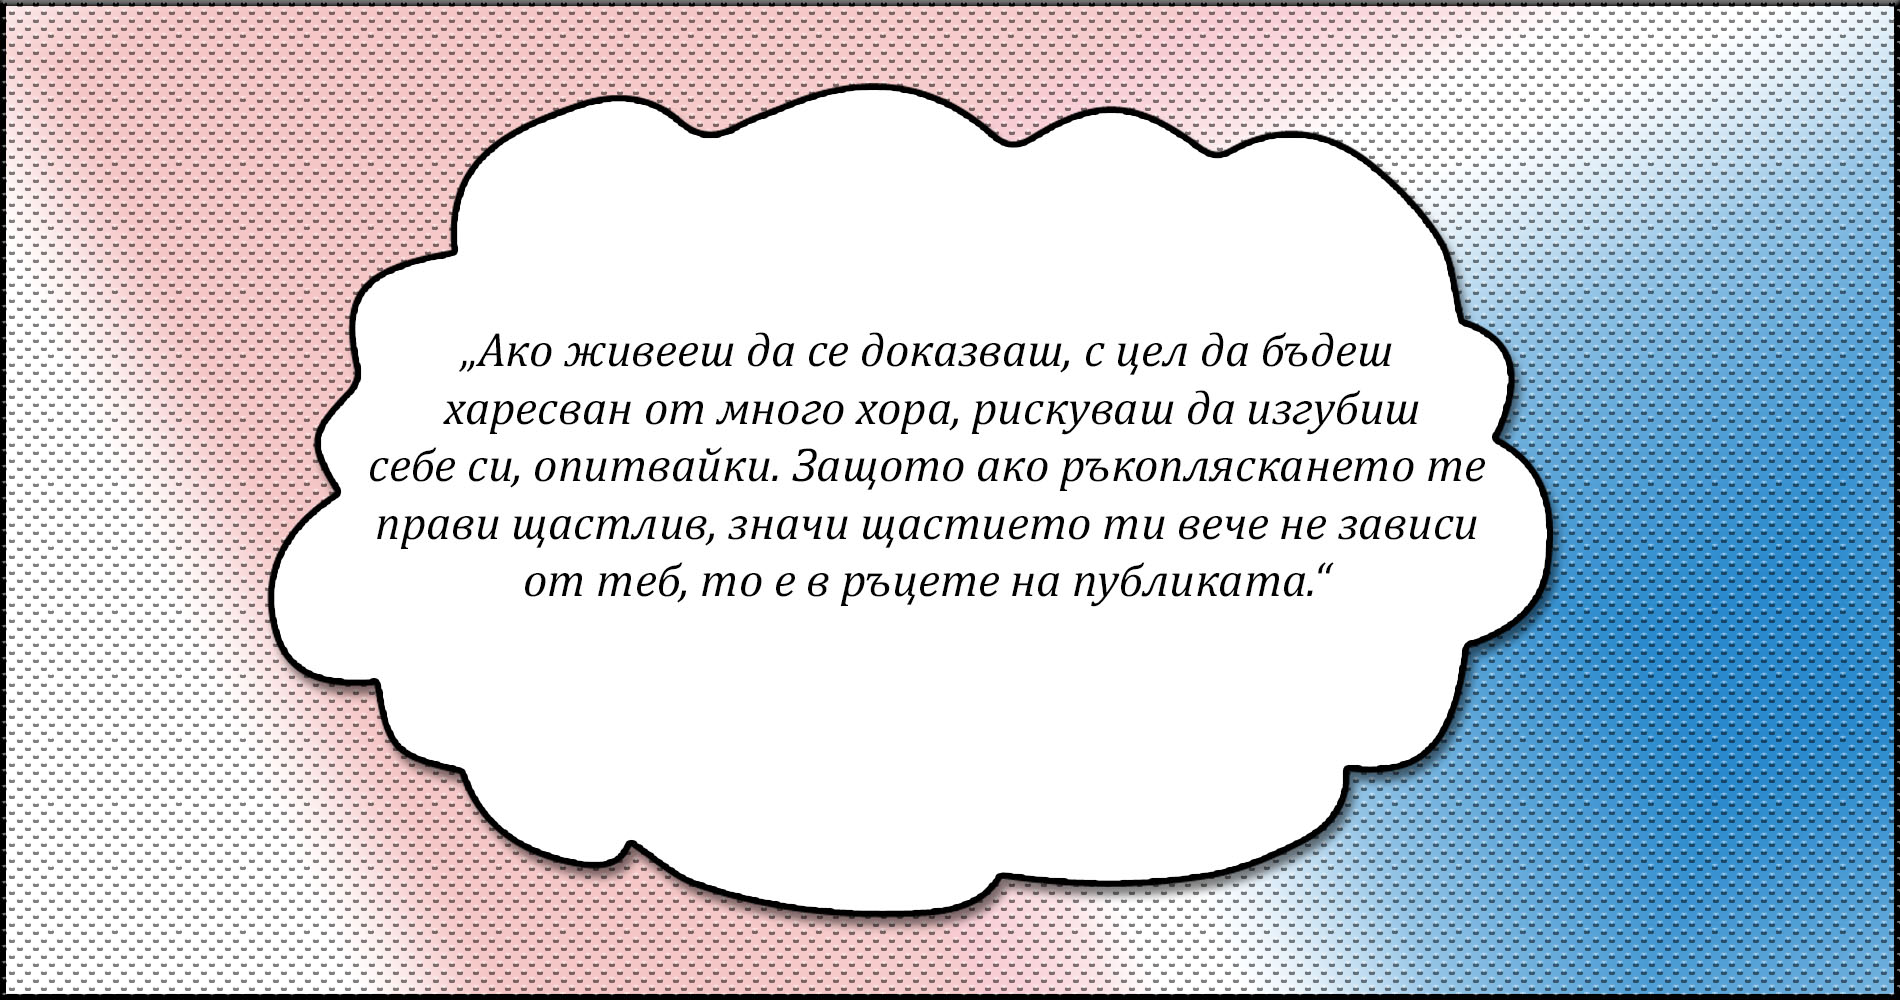 „Ако живееш да се доказваш, с цел да бъдеш
харесван от много хора, рискуваш да изгубиш
себе си, опитвайки. Защото ако ръкопляскането те
прави щастлив, значи щастието ти вече не зависи
от теб, то е в ръцете на публиката.“